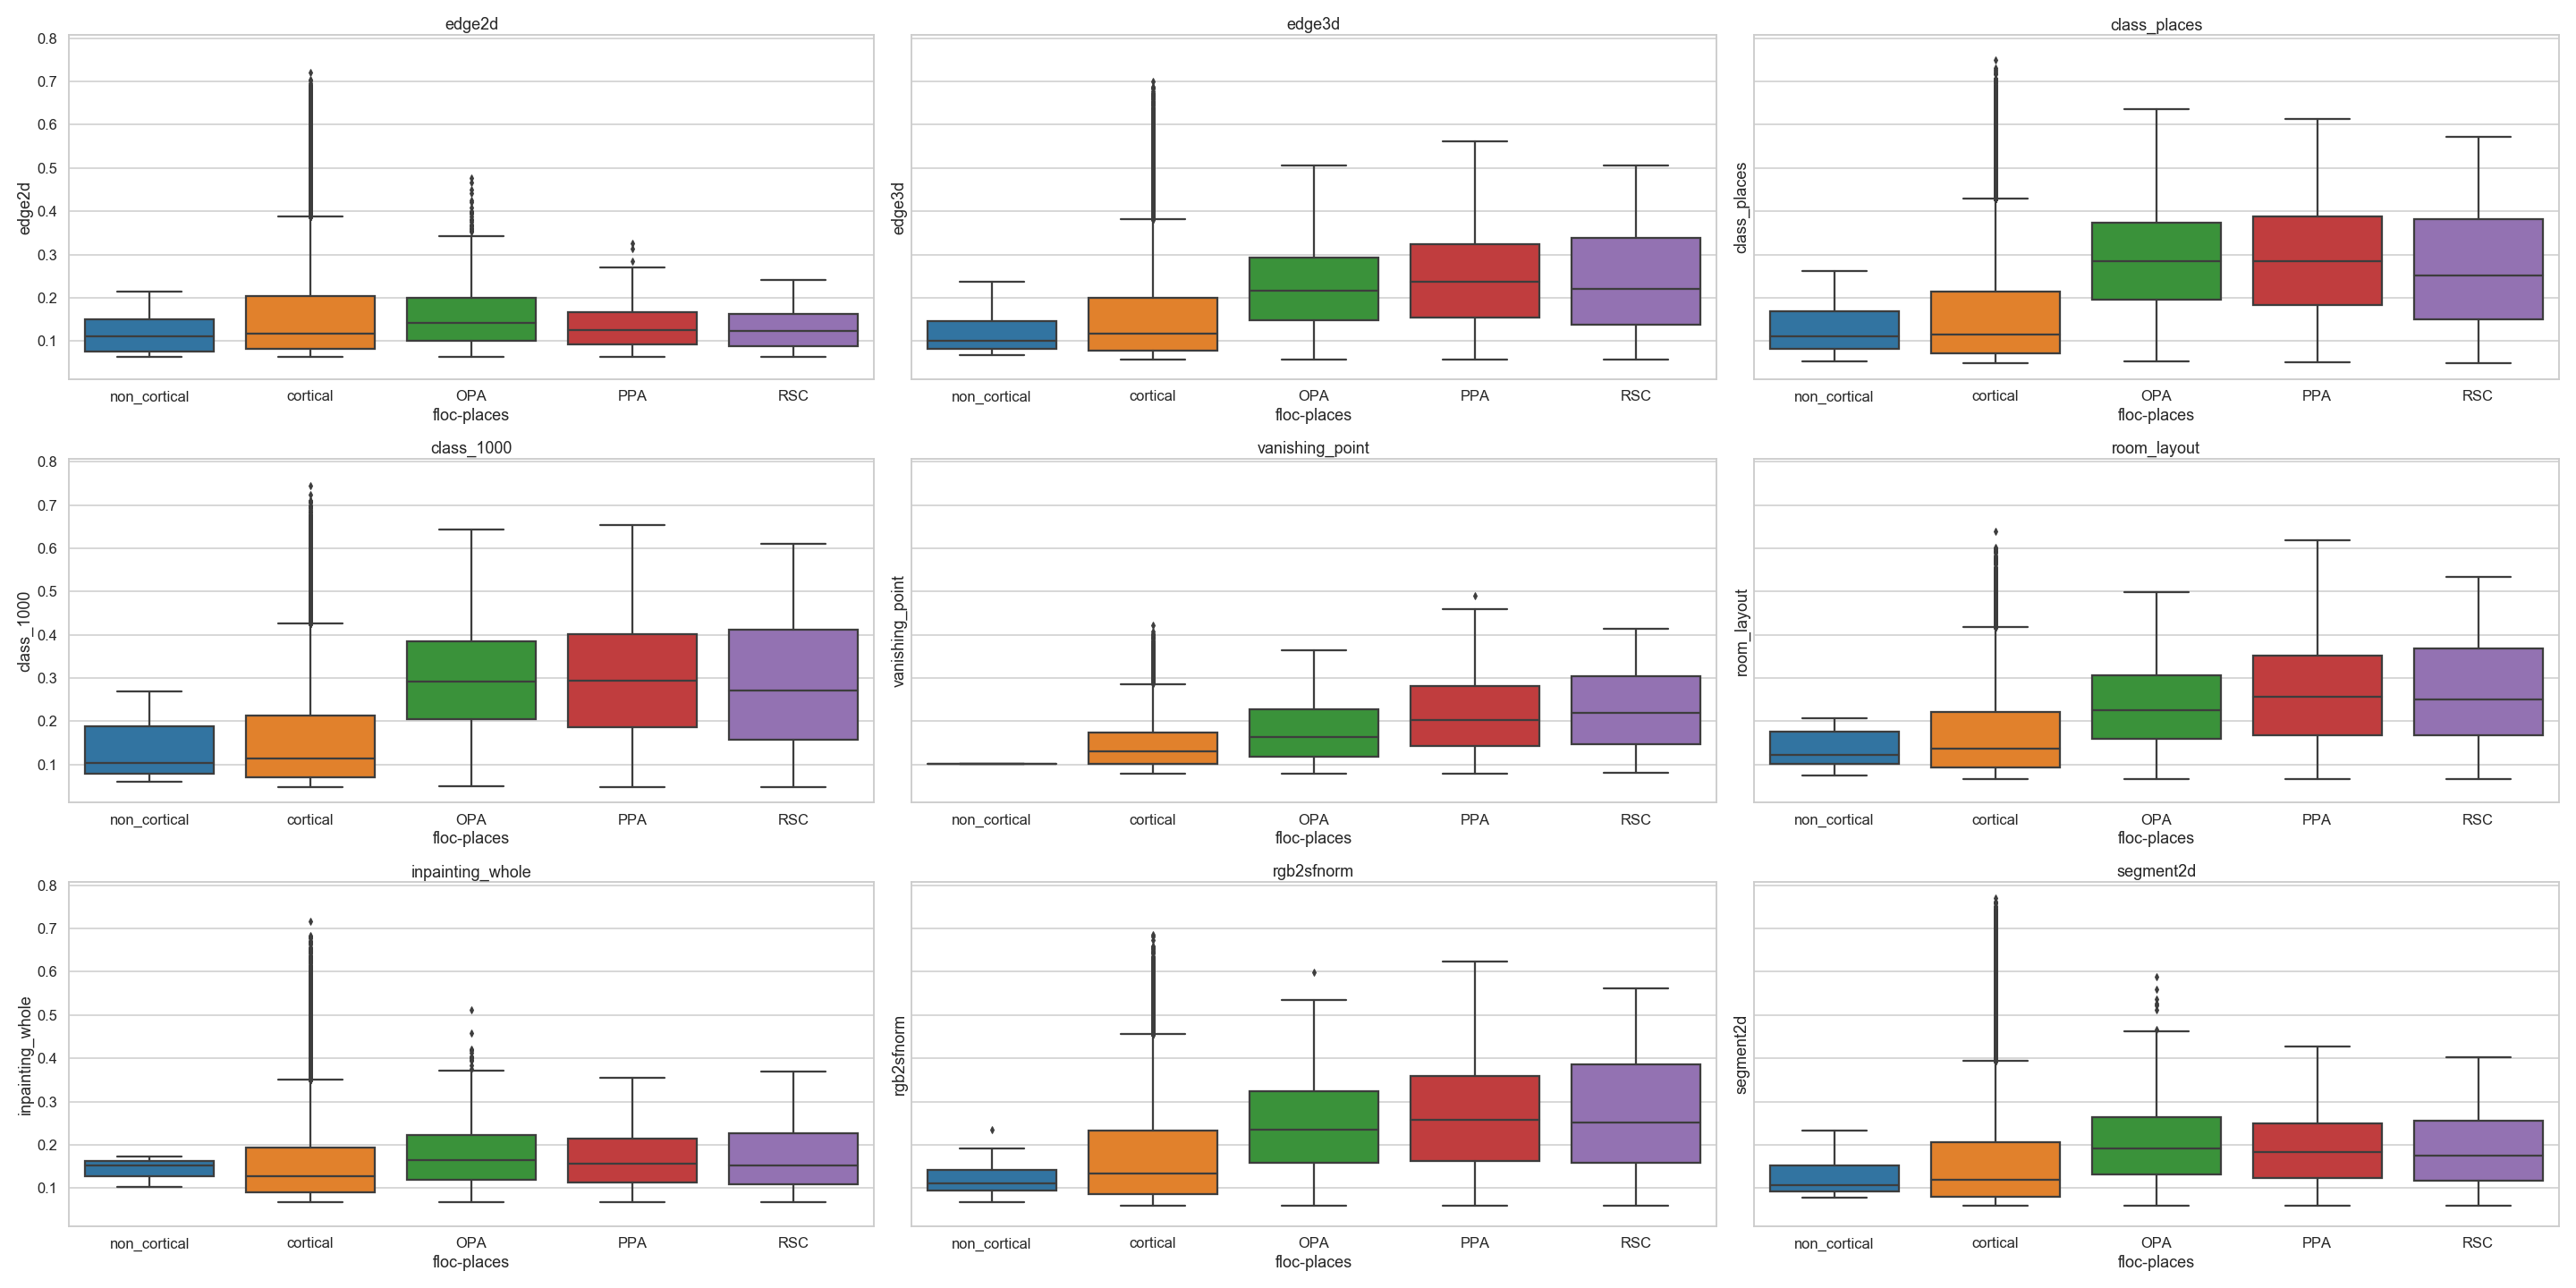 edge2d edge3d class_places
0.8
0.7
0.6
0.5
0.4
0.3
0.2
0.1
edge2d
edge3d
class_places
non_cortical cortical OPA PPA RSC
floc-places
non_cortical cortical OPA PPA RSC
floc-places
non_cortical cortical OPA PPA RSC
floc-places
class_1000 vanishing_point room_layout
0.8
0.7
0.6
0.5
0.4
0.3
0.2
0.1
class_1000
vanishing_point
room_layout
non_cortical cortical OPA PPA RSC
floc-places
non_cortical cortical OPA PPA RSC
floc-places
non_cortical cortical OPA PPA RSC
floc-places
inpainting_whole rgb2sfnorm segment2d
0.8
0.7
0.6
0.5
0.4
0.3
0.2
0.1
inpainting_whole
rgb2sfnorm
segment2d
non_cortical cortical OPA PPA RSC
floc-places
non_cortical cortical OPA PPA RSC
floc-places
non_cortical cortical OPA PPA RSC
floc-places